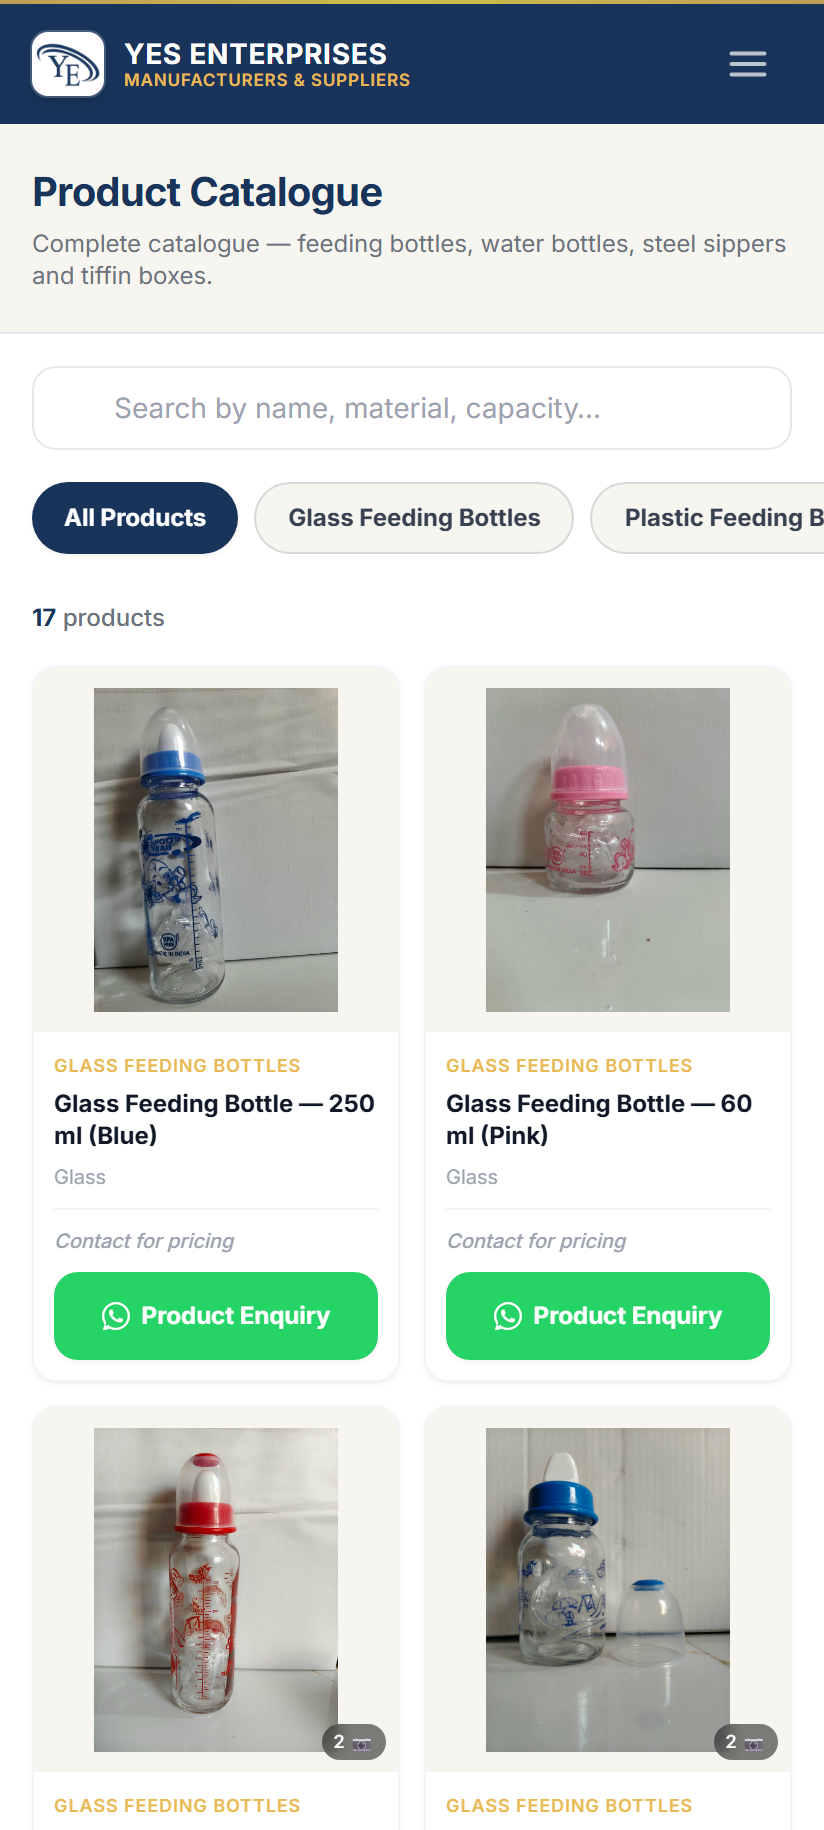 YE
YES ENTERPRISES
MANUFACTURERS & SUPPLIERS
Product Catalogue
Complete catalogue — feeding bottles, water bottles, steel sippers
and tiffin boxes.
Search by name, material, capacity...
All Products
Glass Feeding Bottles
Plastic Feeding B
17 products
MADE IN INDIA
GLASS FEEDING BOTTLES
Glass Feeding Bottle — 250
ml (Blue)
Glass
Contact for pricing
Product Enquiry
GLASS FEEDING BOTTLES
Glass Feeding Bottle — 60
ml (Pink)
Glass
Contact for pricing
Product Enquiry
2
2
GLASS FEEDING BOTTLES
GLASS FEEDING BOTTLES